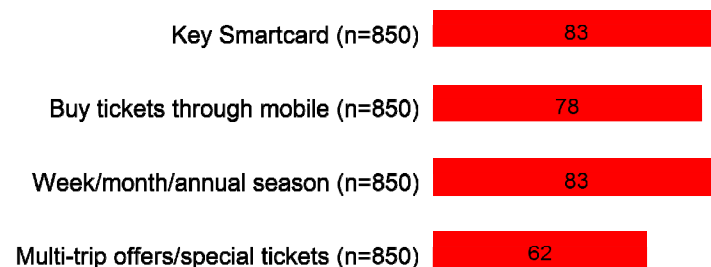 Key Smartcard (n=850) 83
Buy tickets through mobile (n=850) 78
Week/month/annual season (n=850) 83
Multi-trip offers/special tickets (n=850) 62